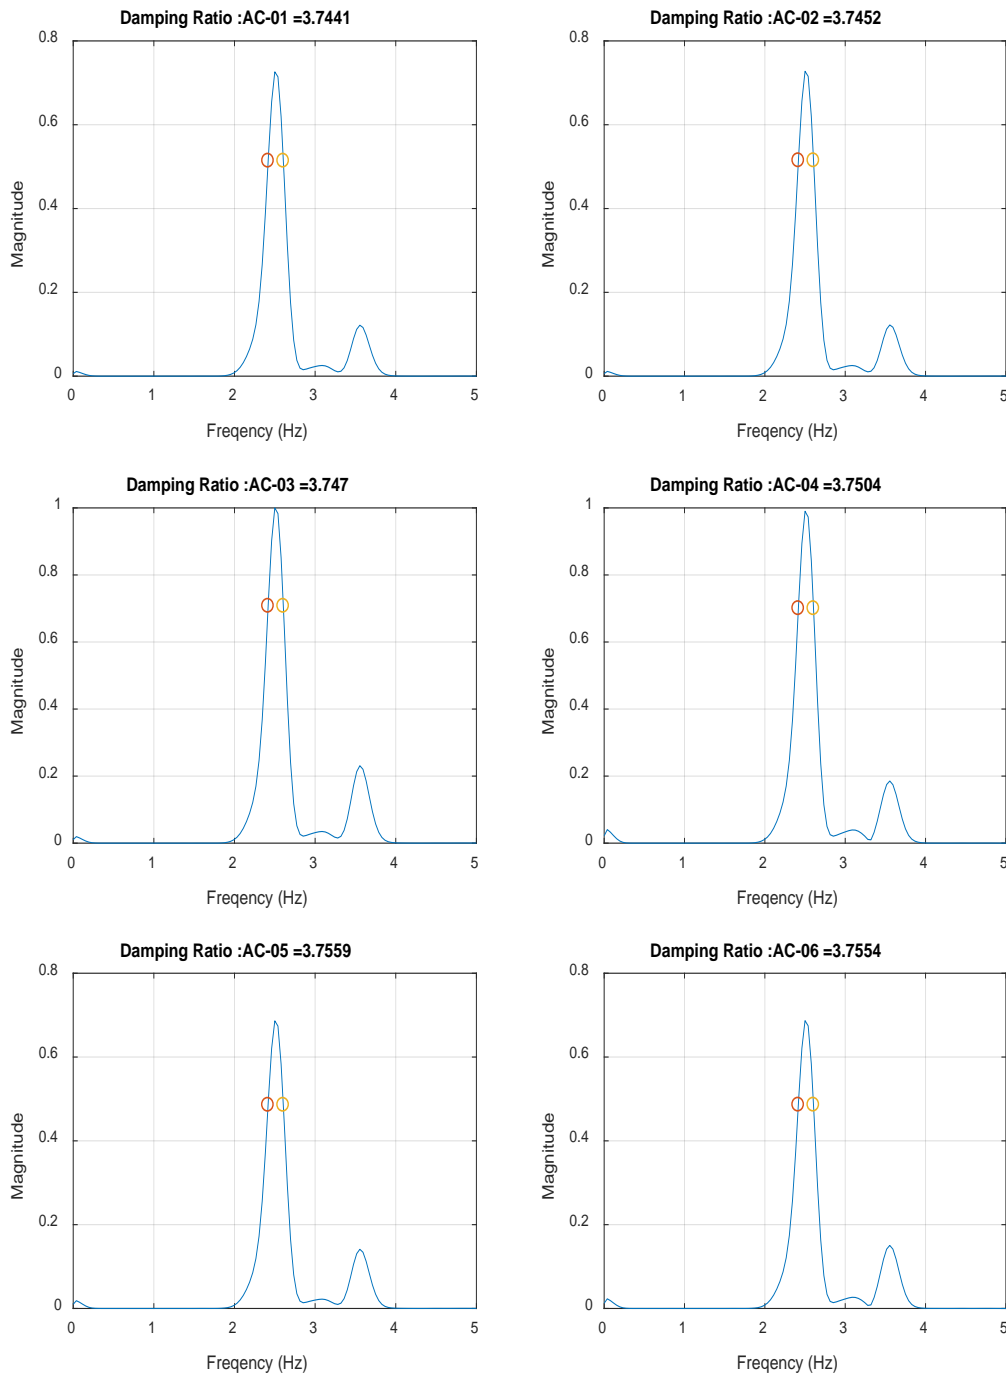 Damping Ratio :AC-01 =3.7441
0.8
0.6
0.4
0.2
0
Magnitude
0 1 2 3 4 5
Freqency (Hz)
Damping Ratio :AC-02 =3.7452
0.8
0.6
0.4
0.2
0
Magnitude
0 1 2 3 4 5
Freqency (Hz)
Damping Ratio :AC-03 =3.747
1
0.8
0.6
0.4
0.2
0
Magnitude
0 1 2 3 4 5
Freqency (Hz)
Damping Ratio :AC-04 =3.7504
1
0.8
0.6
0.4
0.2
0
Magnitude
0 1 2 3 4 5
Freqency (Hz)
Damping Ratio :AC-05 =3.7559
0.8
0.6
0.4
0.2
0
Magnitude
0 1 2 3 4 5
Freqency (Hz)
Damping Ratio :AC-06 =3.7554
0.8
0.6
0.4
0.2
0
Magnitude
0 1 2 3 4 5
Freqency (Hz)